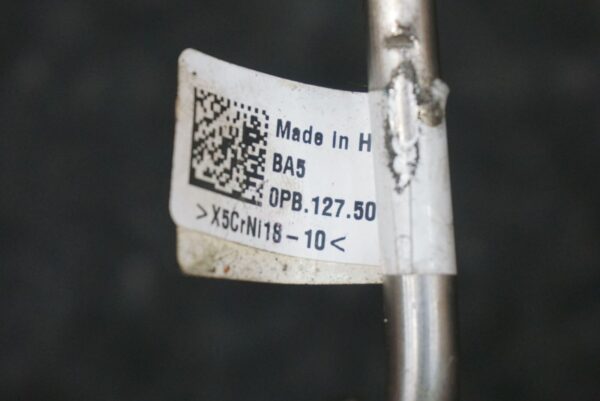 Made in H
BA5
0PB.127.50
>X5CrNi18-10<